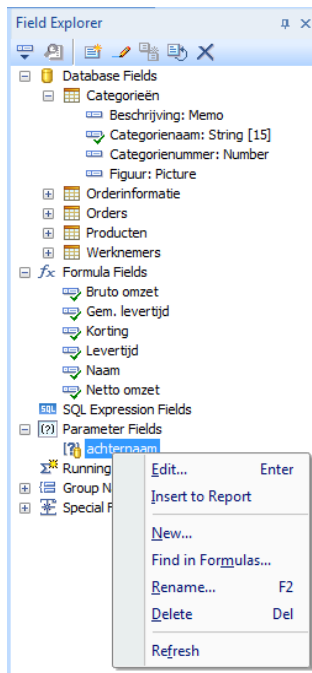 Field Explorer
Database Fields
Categorieën
Beschrijving: Memo
Categorienaam: String [15]
Categorienummer: Number
Figuur: Picture
Orderinformatie
Orders
Producten
Werknemers
fx Formula Fields
Bruto omzet
Gem. levertijd
Korting
Levertijd
Naam
Netto omzet
SQL SQL Expression Fields
(?) Parameter Fields
[?] achternaam
Σ Running
Group N
Special F
Edit... Enter
Insert to Report
New...
Find in Formulas...
Rename... F2
Delete Del
Refresh